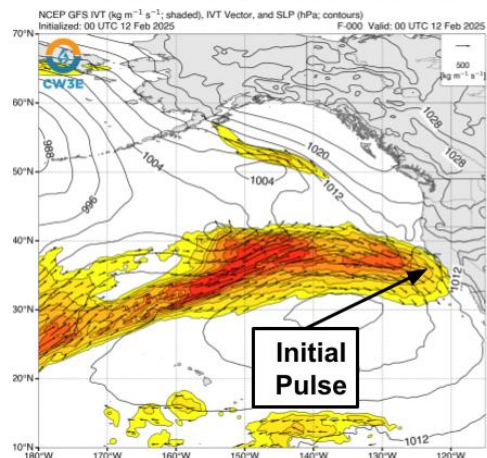 NCEP GFS IVT (kg m⁻¹ s⁻¹; shaded), IVT Vector, and SLP (hPa; contours)
Initialized: 00 UTC 12 Feb 2025 F-000 Valid: 00 UTC 12 Feb 2025
70°N
CW3E
500
[kg m⁻¹ s⁻¹]
60°N
1028
988
1020
1028
1004
50°N
1004
1012
996
40°N
1012
30°N
Initial
Pulse
20°N
1012
10°N
180°W 170°W 160°W 150°W 140°W 130°W 120°W